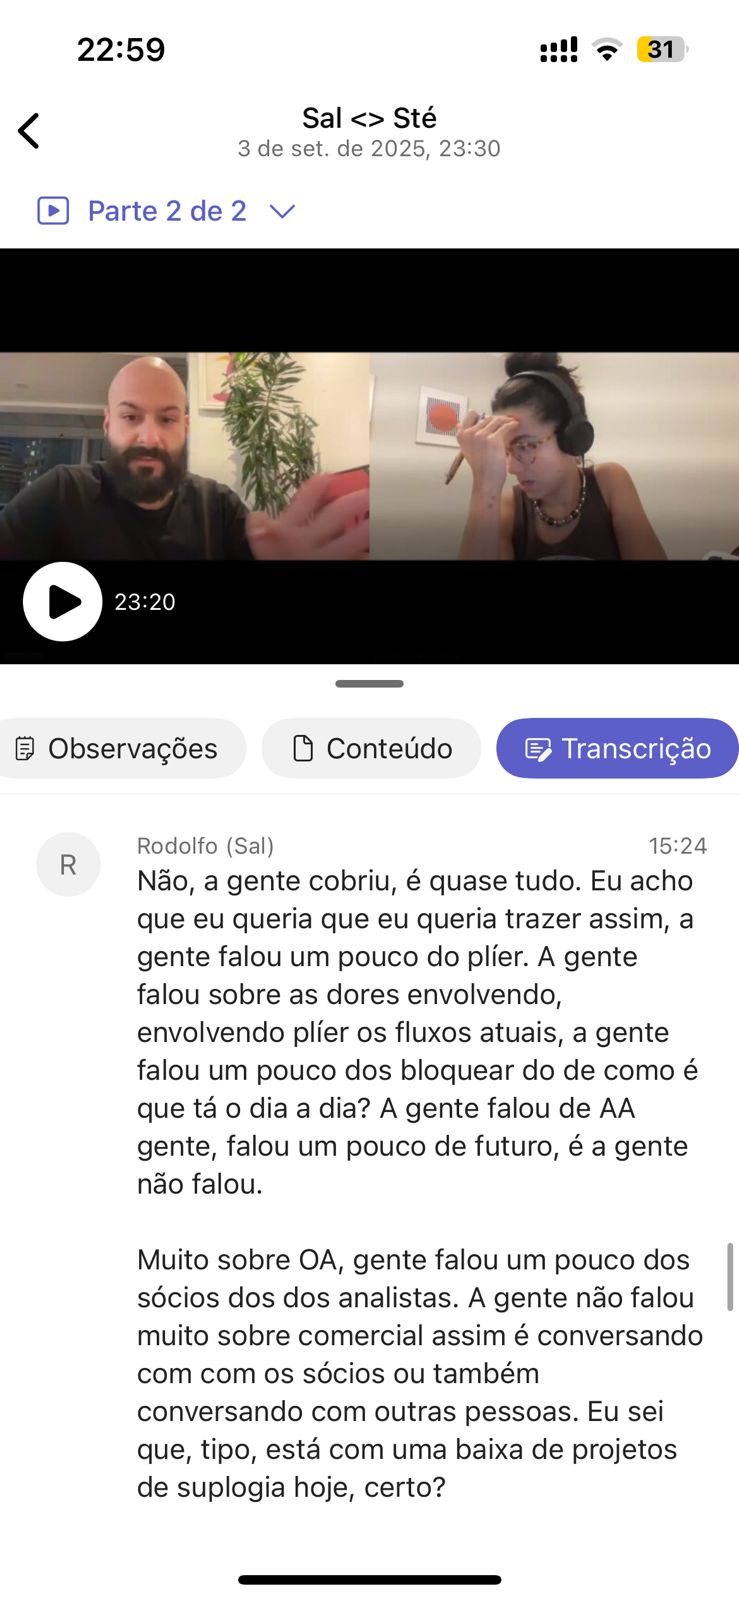 22:59
31
Sal <> Sté
3 de set. de 2025, 23:30
Parte 2 de 2
23:20
Observações
Conteúdo
Transcrição
R
Rodolfo (Sal)
15:24
Não, a gente cobriu, é quase tudo. Eu acho
que eu queria que eu queria trazer assim, a
gente falou um pouco do plíer. A gente
falou sobre as dores envolvendo,
envolvendo plíer os fluxos atuais, a gente
falou um pouco dos bloquear do de como é
que tá o dia a dia? A gente falou de AA
gente, falou um pouco de futuro, é a gente
não falou.
Muito sobre OA, gente falou um pouco dos
sócios dos dos analistas. A gente não falou
muito sobre comercial assim é conversando
com com os sócios ou também
conversando com outras pessoas. Eu sei
que, tipo, está com uma baixa de projetos
de suplogia hoje, certo?